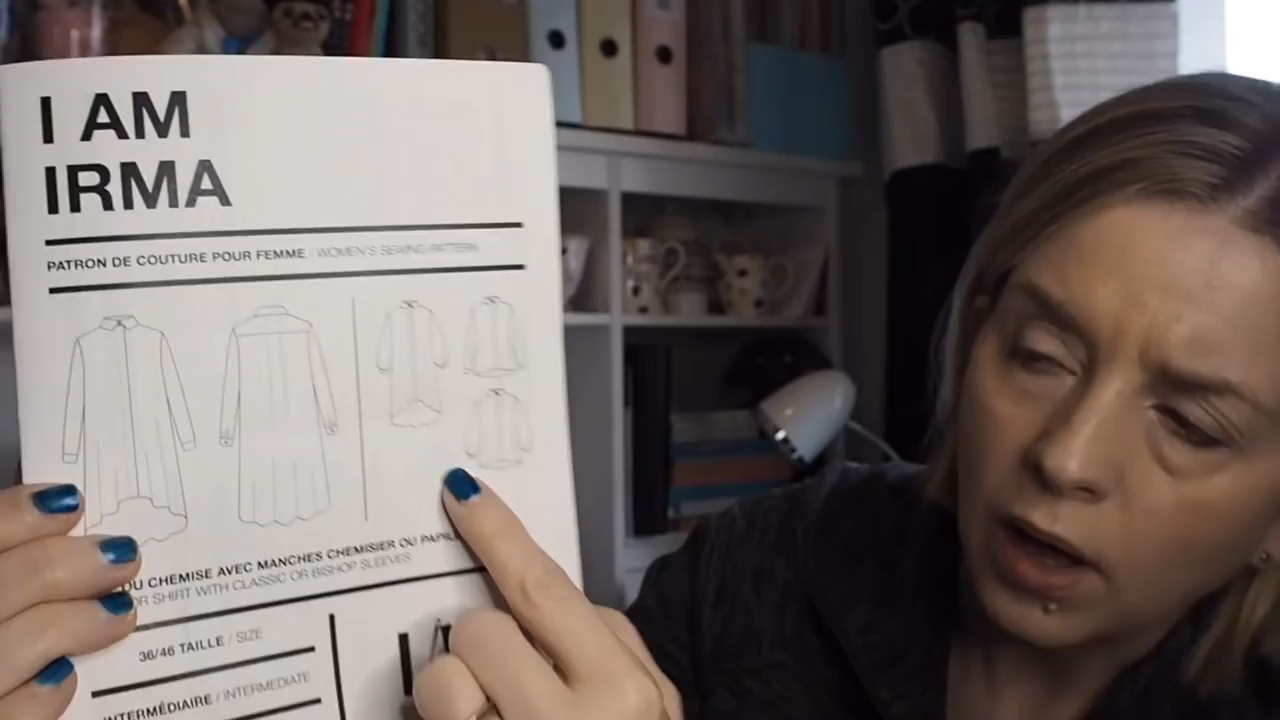 I AM
IRMA
PATRON DE COUTURE POUR FEMME / WOMEN'S SEWING PATTERN
OU CHEMISE AVEC MANCHES CHEMISIER OU
OR SHIRT WITH CLASSIC OR BISHOP SLEEVES
36/46 TAILLE / SIZE
INTERMÉDIAIRE / INTERMEDIATE